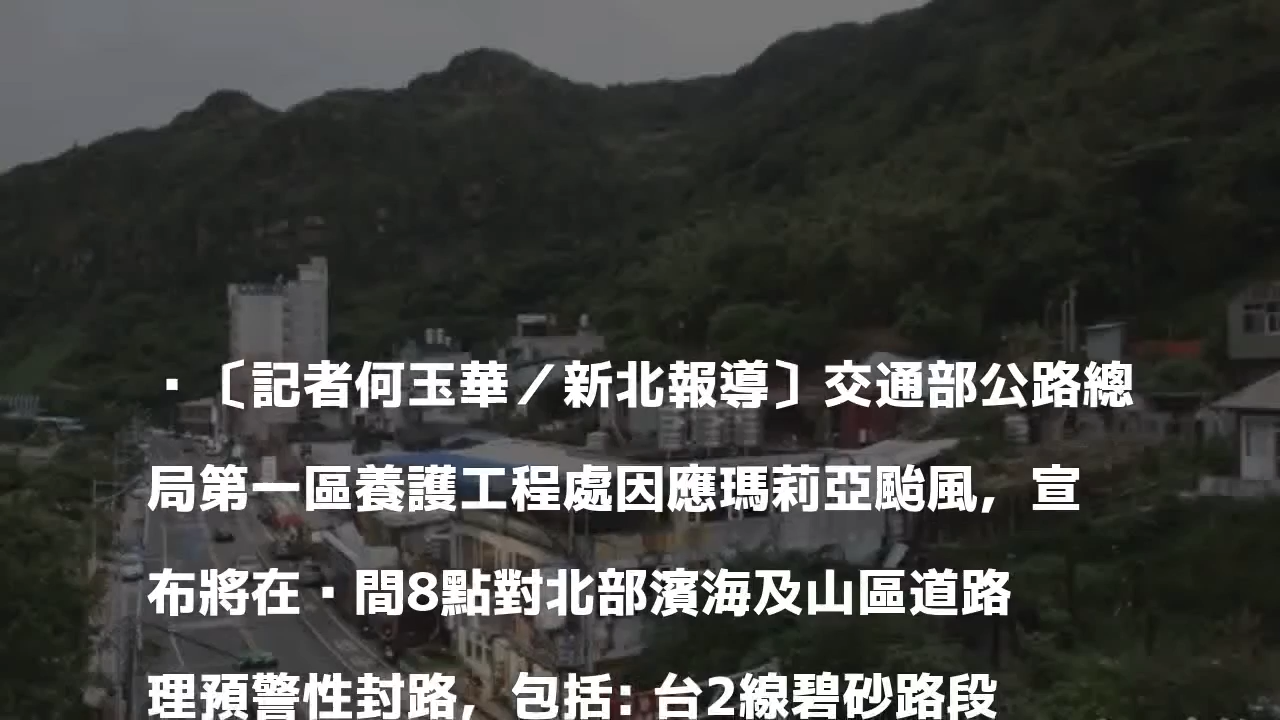 ▪〔記者何玉華／新北報導〕交通部公路總
局第一區養護工程處因應瑪莉亞颱風，宣
布將在▪間8點對北部濱海及山區道路
理預警性封路，包括：台2線碧砂路段